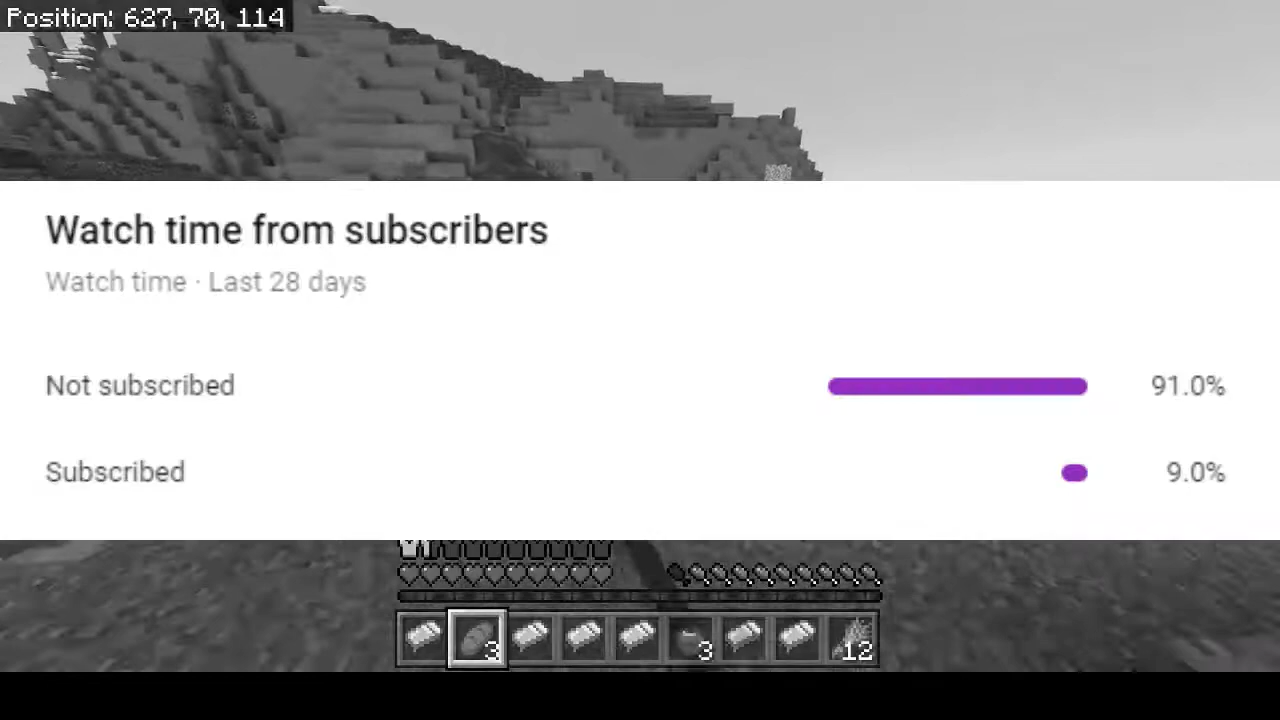 Position: 627, 70, 114
Watch time from subscribers
Watch time · Last 28 days
Not subscribed 91.0%
Subscribed 9.0%
3 3 12